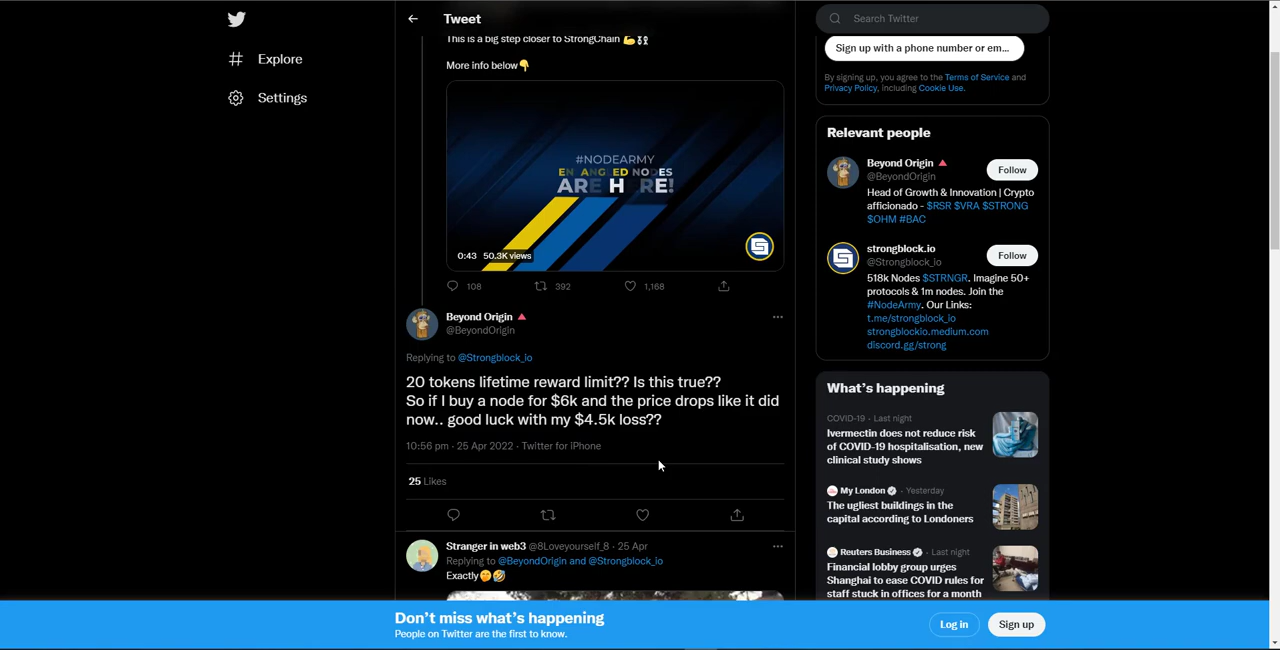 Tweet
Search Twitter
Explore
Settings
This is a big step closer to StrongChain 💪⛓
More info below👇
#NODEARMY
EN ANG ED NODES
ARE H RE!
0:43 50.3K views
108 392 1,168
Beyond Origin 🔺
@BeyondOrigin
Replying to @Strongblock_io
20 tokens lifetime reward limit?? Is this true??
So if I buy a node for $6k and the price drops like it did
now.. good luck with my $4.5k loss??
10:56 pm · 25 Apr 2022 · Twitter for iPhone
25 Likes
Stranger in web3 @8Loveyourself_8 · 25 Apr
Replying to @BeyondOrigin and @Strongblock_io
Exactly🤔🤣
Sign up with a phone number or em...
By signing up, you agree to the Terms of Service and
Privacy Policy, including Cookie Use.
Relevant people
Beyond Origin 🔺
@BeyondOrigin
Follow
Head of Growth & Innovation | Crypto
afficionado - $RSR $VRA $STRONG
$OHM #BAC
strongblock.io
@Strongblock_io
Follow
518k Nodes $STRNGR. Imagine 50+
protocols & 1m nodes. Join the
#NodeArmy. Our Links:
t.me/strongblock_io
strongblockio.medium.com
discord.gg/strong
What's happening
COVID-19 · Last night
Ivermectin does not reduce risk
of COVID-19 hospitalisation, new
clinical study shows
My London · Yesterday
The ugliest buildings in the
capital according to Londoners
Reuters Business · Last night
Financial lobby group urges
Shanghai to ease COVID rules for
staff stuck in offices for a month
Don't miss what's happening
People on Twitter are the first to know.
Log in
Sign up